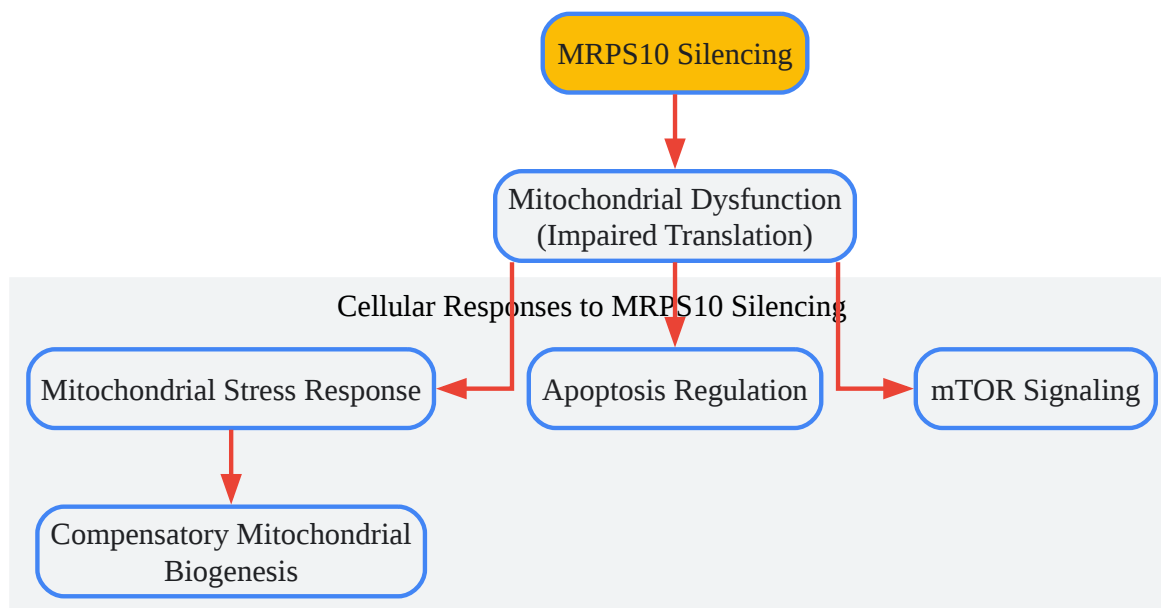 MRPS10 Silencing
Mitochondrial Dysfunction
(Impaired Translation)
Cellular Responses to MRPS10 Silencing
Mitochondrial Stress Response
Apoptosis Regulation
mTOR Signaling
Compensatory Mitochondrial
Biogenesis